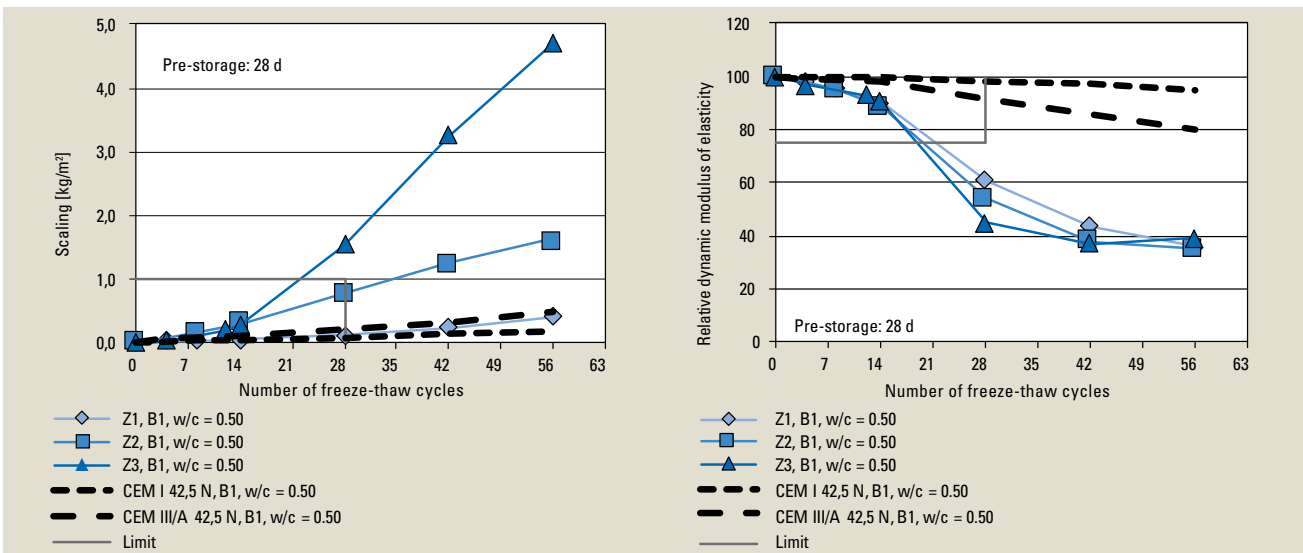 5,0
4,0
3,0
2,0
1,0
0,0
Scaling [kg/m²]
Pre-storage: 28 d
0 7 14 21 28 35 42 49 56 63
Number of freeze-thaw cycles
Z1, B1, w/c = 0.50
Z2, B1, w/c = 0.50
Z3, B1, w/c = 0.50
CEM I 42,5 N, B1, w/c = 0.50
CEM III/A 42,5 N, B1, w/c = 0.50
Limit
120
100
80
60
40
20
0
Relative dynamic modulus of elasticity
Pre-storage: 28 d
0 7 14 21 28 35 42 49 56 63
Number of freeze-thaw cycles
Z1, B1, w/c = 0.50
Z2, B1, w/c = 0.50
Z3, B1, w/c = 0.50
CEM I 42,5 N, B1, w/c = 0.50
CEM III/A 42,5 N, B1, w/c = 0.50
Limit